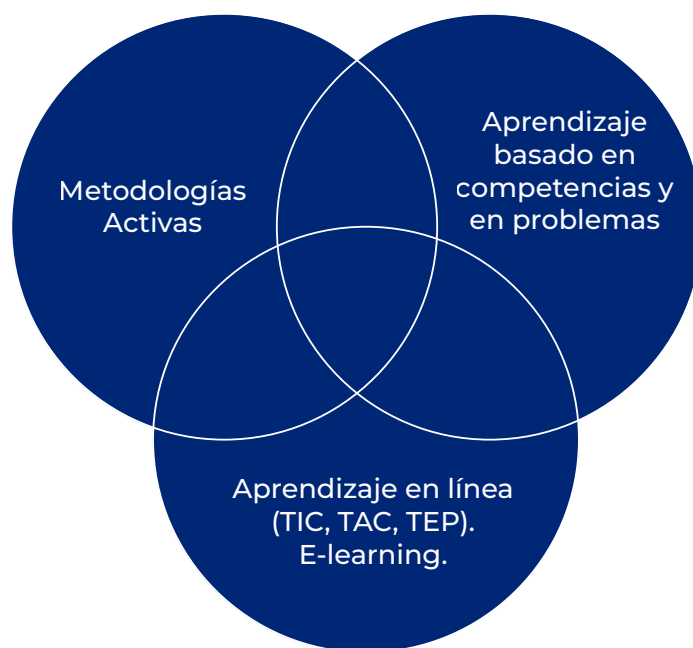 Metodologías
Activas
Aprendizaje
basado en
competencias y
en problemas
Aprendizaje en línea
(TIC, TAC, TEP).
E-learning.